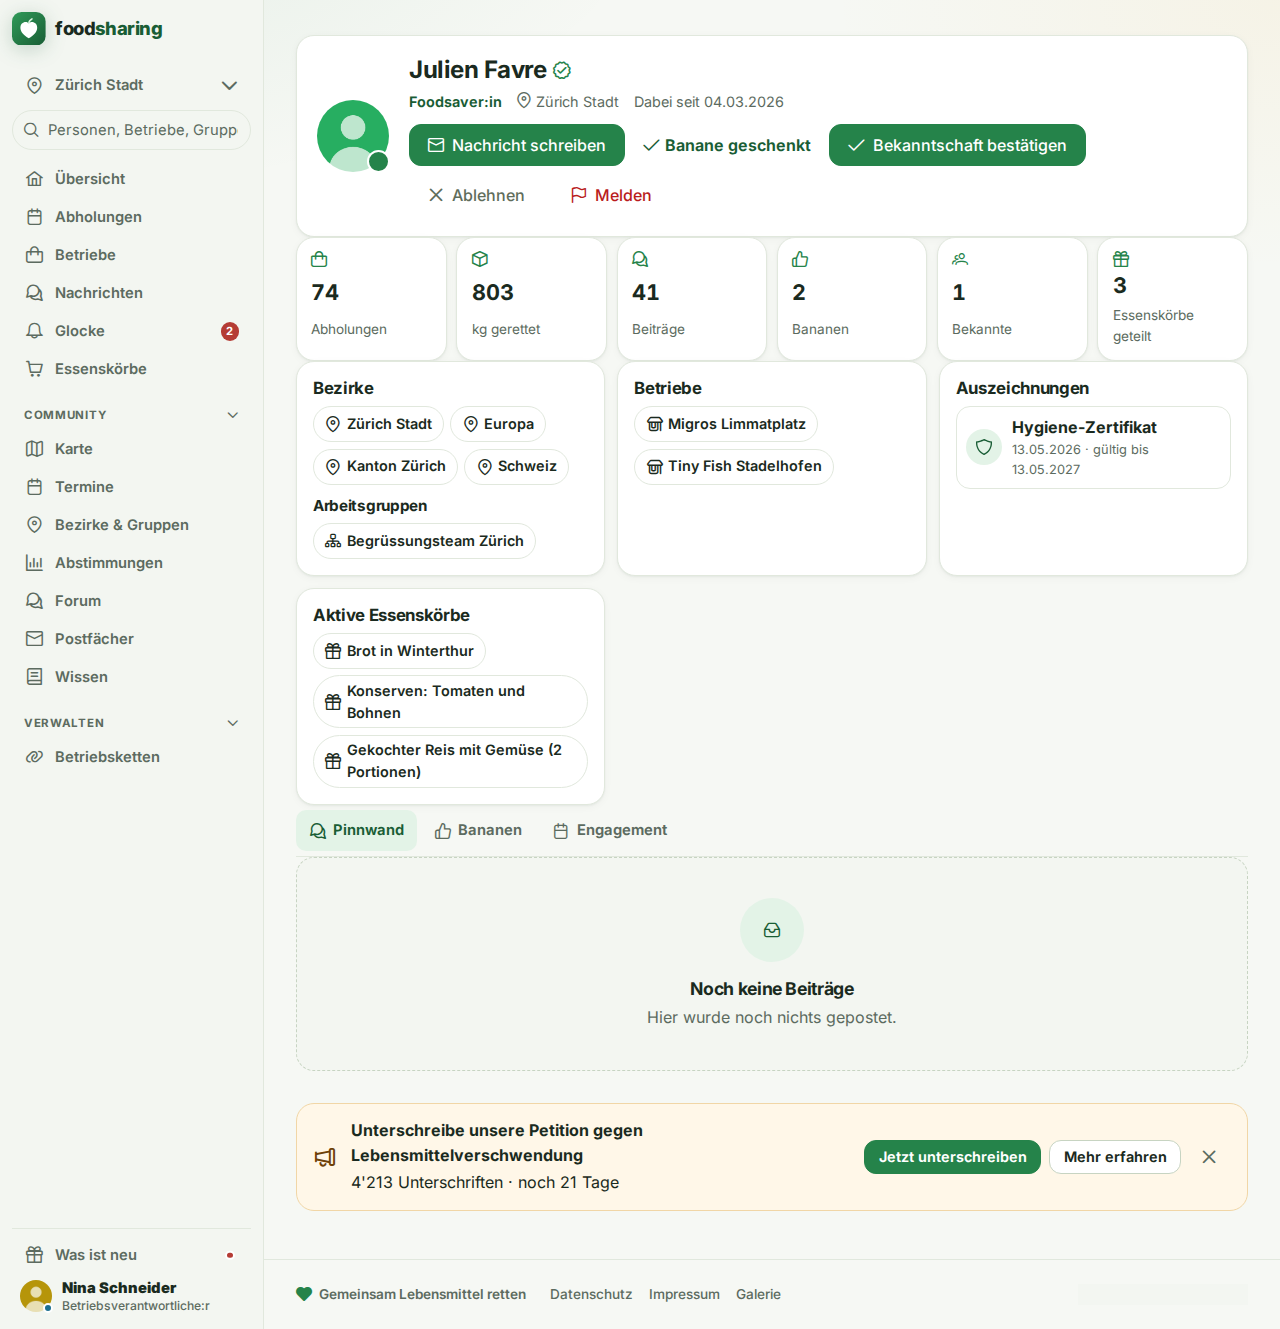 foodsharing
Zürich Stadt
Personen, Betriebe, Grupp
Übersicht
Abholungen
Betriebe
Nachrichten
Glocke
2
Essenskörbe
COMMUNITY
Karte
Termine
Bezirke & Gruppen
Abstimmungen
Forum
Postfächer
Wissen
VERWALTEN
Betriebsketten
Was ist neu
Nina Schneider
Betriebsverantwortliche:r
Julien Favre
Foodsaver:in Zürich Stadt Dabei seit 04.03.2026
Nachricht schreiben Banane geschenkt Bekanntschaft bestätigen
Ablehnen Melden
74
Abholungen
803
kg gerettet
41
Beiträge
2
Bananen
1
Bekannte
3
Essenskörbe
geteilt
Bezirke
Zürich Stadt Europa
Kanton Zürich Schweiz
Arbeitsgruppen
Begrüssungsteam Zürich
Betriebe
Migros Limmatplatz
Tiny Fish Stadelhofen
Auszeichnungen
Hygiene-Zertifikat
13.05.2026 · gültig bis
13.05.2027
Aktive Essenskörbe
Brot in Winterthur
Konserven: Tomaten und
Bohnen
Gekochter Reis mit Gemüse (2
Portionen)
Pinnwand Bananen Engagement
Noch keine Beiträge
Hier wurde noch nichts gepostet.
Unterschreibe unsere Petition gegen
Lebensmittelverschwendung
4'213 Unterschriften · noch 21 Tage
Jetzt unterschreiben Mehr erfahren
Gemeinsam Lebensmittel retten Datenschutz Impressum Galerie